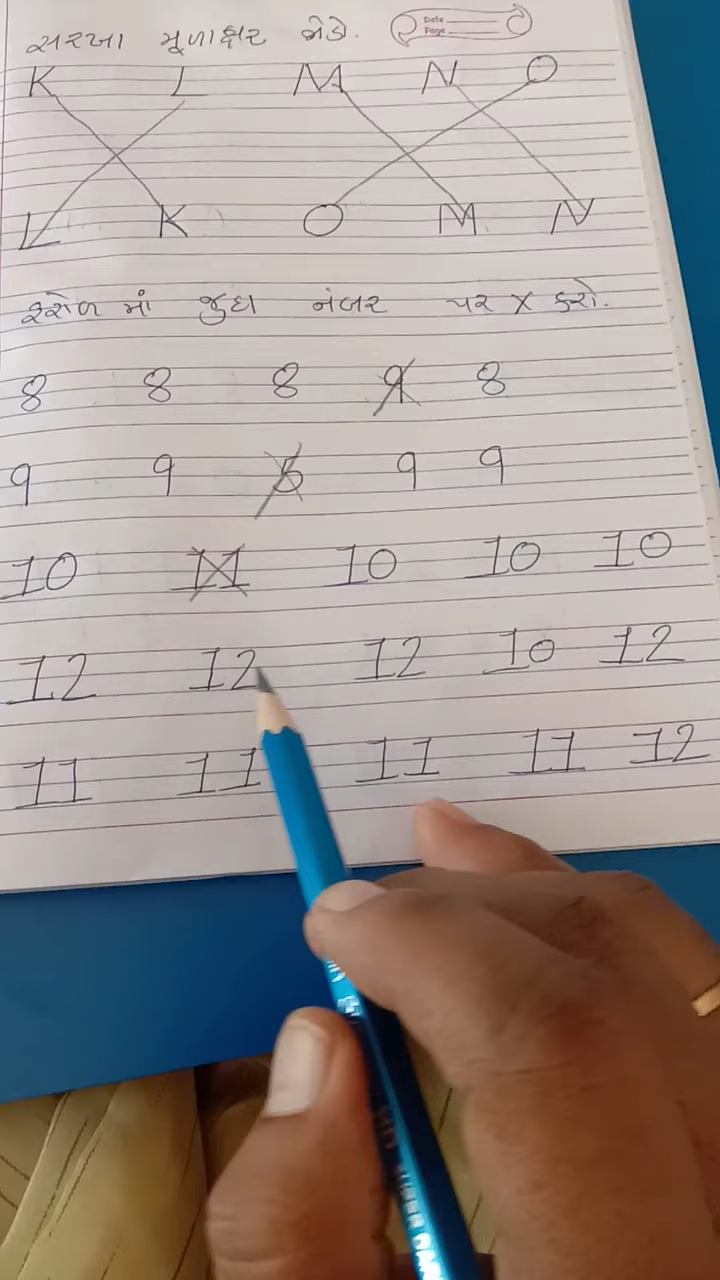 સરખા મૂળાક્ષર જોડો.
Date
Page
K L M N O
L K O M N
માં જુદા નંબર પર X કરો.
8 8 8 9 8
9 9 8 9 9
10 11 10 10 10
12 12 12 10 12
11 11 11 11 12